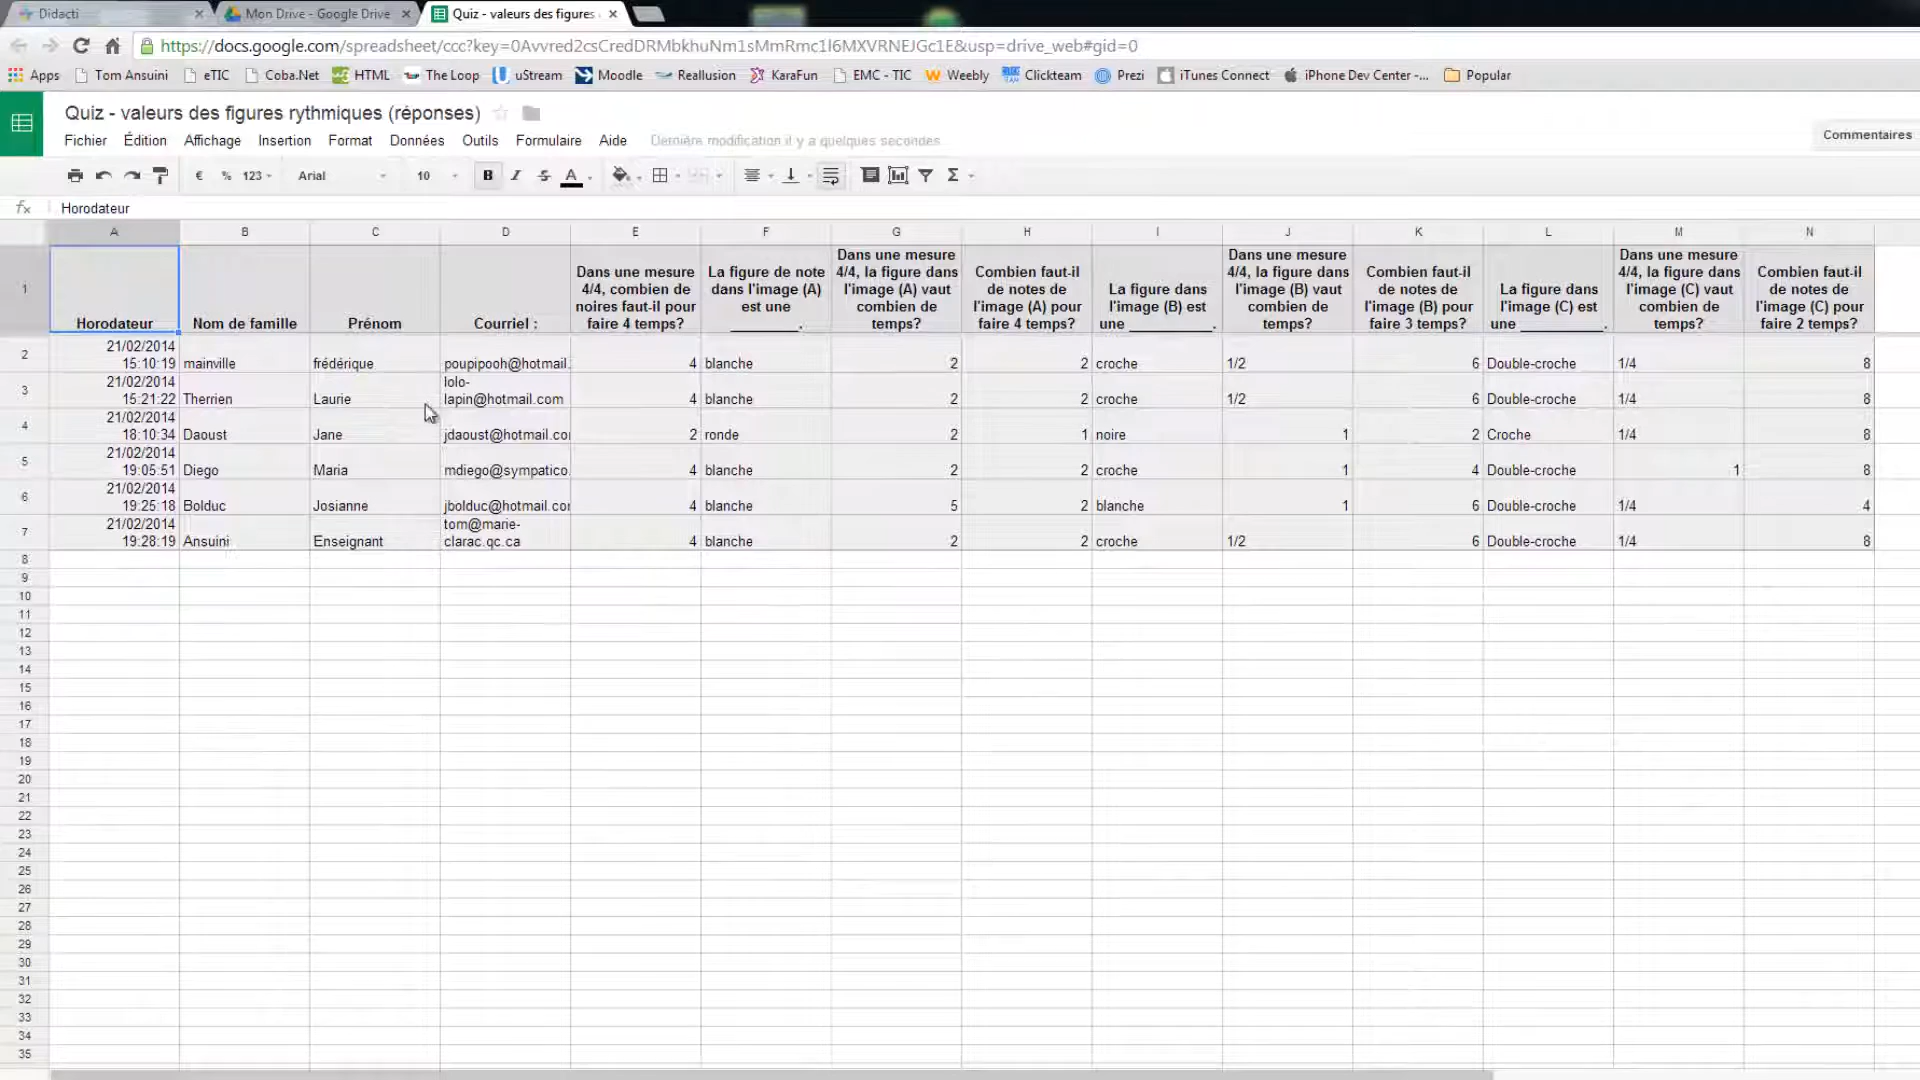 Didacti
Mon Drive - Google Drive
Quiz - valeurs des figures
https://docs.google.com/spreadsheet/ccc?key=0Avvred2csCredDRMbkhuNm1sMmRmc1l6MXVRNEJGc1E&usp=drive_web#gid=0
Apps Tom Ansuini eTIC Coba.Net HTML The Loop uStream Moodle Reallusion KaraFun EMC - TIC Weebly Clickteam Prezi iTunes Connect iPhone Dev Center -... Popular
Quiz - valeurs des figures rythmiques (réponses)
Commentaires
Fichier Édition Affichage Insertion Format Données Outils Formulaire Aide Dernière modification il y a quelques secondes
€ % 123 Arial 10 B I S A Σ
fx Horodateur
A B C D E F G H I J K L M N
1
Horodateur
Nom de famille
Prénom
Courriel :
Dans une mesure
4/4, combien de
noires faut-il pour
faire 4 temps?
La figure de note
dans l'image (A)
est une
_________.
Dans une mesure
4/4, la figure dans
l'image (A) vaut
combien de
temps?
Combien faut-il
de notes de
l'image (A) pour
faire 4 temps?
La figure dans
l'image (B) est
une ___________.
Dans une mesure
4/4, la figure dans
l'image (B) vaut
combien de
temps?
Combien faut-il
de notes de
l'image (B) pour
faire 3 temps?
La figure dans
l'image (C) est
une ___________.
Dans une mesure
4/4, la figure dans
l'image (C) vaut
combien de
temps?
Combien faut-il
de notes de
l'image (C) pour
faire 2 temps?
2 21/02/2014
15:10:19 mainville frédérique poupipooh@hotmail. 4 blanche 2 2 croche 1/2 6 Double-croche 1/4 8
3 21/02/2014 lolo-
15:21:22 Therrien Laurie lapin@hotmail.com 4 blanche 2 2 croche 1/2 6 Double-croche 1/4 8
4 21/02/2014
18:10:34 Daoust Jane jdaoust@hotmail.co 2 ronde 2 1 noire 1 2 Croche 1/4 8
5 21/02/2014
19:05:51 Diego Maria mdiego@sympatico. 4 blanche 2 2 croche 1 4 Double-croche 1 8
6 21/02/2014
19:25:18 Bolduc Josianne jbolduc@hotmail.co 4 blanche 5 2 blanche 1 6 Double-croche 1/4 4
7 21/02/2014 tom@marie-
19:28:19 Ansuini Enseignant clarac.qc.ca 4 blanche 2 2 croche 1/2 6 Double-croche 1/4 8
8
9
10
11
12
13
14
15
16
17
18
19
20
21
22
23
24
25
26
27
28
29
30
31
32
33
34
35